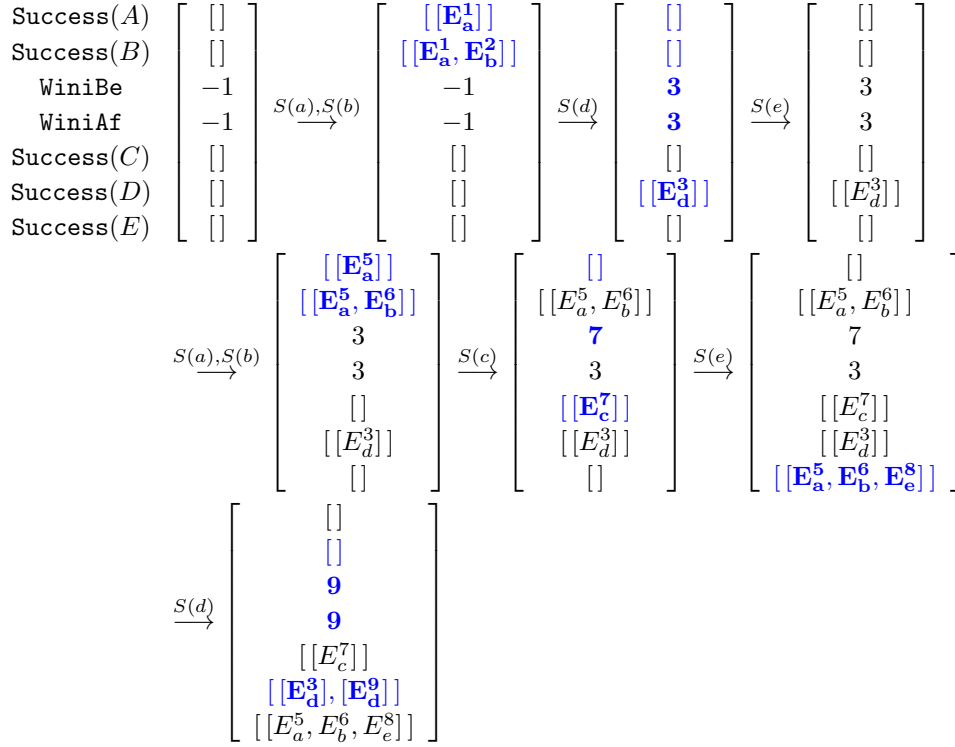 Success(A) [ ] [ [E_a^1] ] [ ] [ ]
Success(B) [ ] [ [E_a^1, E_b^2] ] [ ] [ ]
WiniBe −1 −1 3 3
WiniAf −1 S(a),S(b) ⟶ −1 S(d) ⟶ 3 S(e) ⟶ 3
Success(C) [ ] [ ] [ ] [ ]
Success(D) [ ] [ ] [ [E_d^3] ] [ [E_d^3] ]
Success(E) [ ] [ ] [ ] [ ]
[ [E_a^5] ] [ ] [ ]
[ [E_a^5, E_b^6] ] [ [E_a^5, E_b^6] ] [ [E_a^5, E_b^6] ]
3 7 7
S(a),S(b) ⟶ 3 S(c) ⟶ 3 S(e) ⟶ 3
[ ] [ [E_c^7] ] [ [E_c^7] ]
[ [E_d^3] ] [ [E_d^3] ] [ [E_d^3] ]
[ ] [ ] [ [E_a^5, E_b^6, E_e^8] ]
[ ]
[ ]
9
S(d) ⟶ 9
[ [E_c^7] ]
[ [E_d^3], [E_d^9] ]
[ [E_a^5, E_b^6, E_e^8] ]